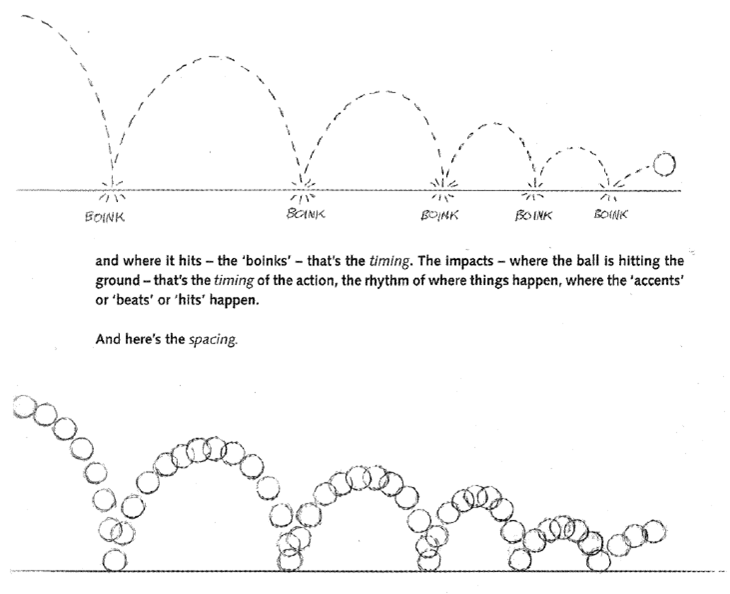 BOINK BOINK BOINK BOINK BOINK
and where it hits – the ‘boinks’ – that’s the timing. The impacts – where the ball is hitting the
ground – that’s the timing of the action, the rhythm of where things happen, where the ‘accents’
or ‘beats’ or ‘hits’ happen.
And here’s the spacing.